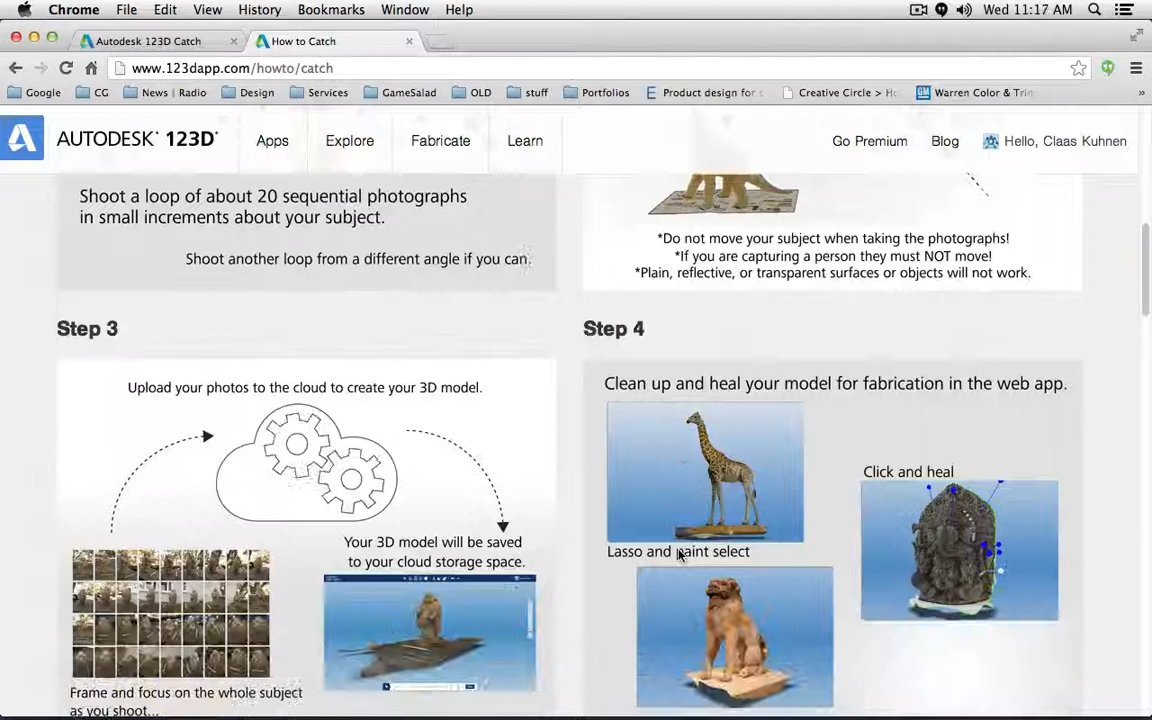 Chrome File Edit View History Bookmarks Window Help Wed 11:17 AM
Autodesk 123D Catch How to Catch
www.123dapp.com/howto/catch
Google CG News | Radio Design Services GameSalad OLD stuff Portfolios Product design for Creative Circle > Ho Warren Color & Trin »
AUTODESK® 123D® Apps Explore Fabricate Learn Go Premium Blog Hello, Claas Kuhnen
Shoot a loop of about 20 sequential photographs
in small increments about your subject.
Shoot another loop from a different angle if you can.
*Do not move your subject when taking the photographs!
*If you are capturing a person they must NOT move!
*Plain, reflective, or transparent surfaces or objects will not work.
Step 3
Upload your photos to the cloud to create your 3D model.
Your 3D model will be saved
to your cloud storage space.
Frame and focus on the whole subject
as you shoot...
Step 4
Clean up and heal your model for fabrication in the web app.
Click and heal
Lasso and paint select